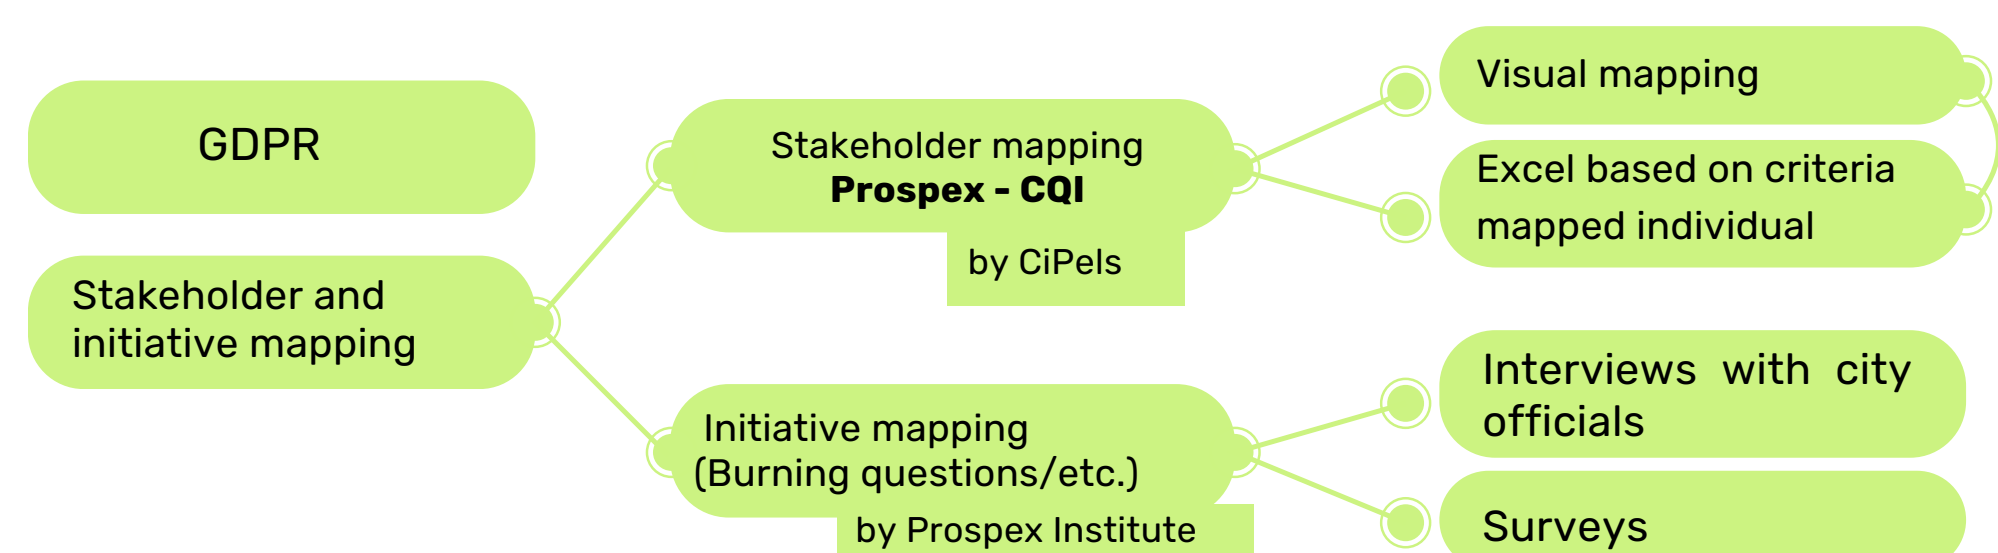 GDPR
Stakeholder and
initiative mapping
Stakeholder mapping
Prospex - CQI
by CiPels
Initiative mapping
(Burning questions/etc.)
by Prospex Institute
Visual mapping
Excel based on criteria
mapped individual
Interviews with city
officials
Surveys